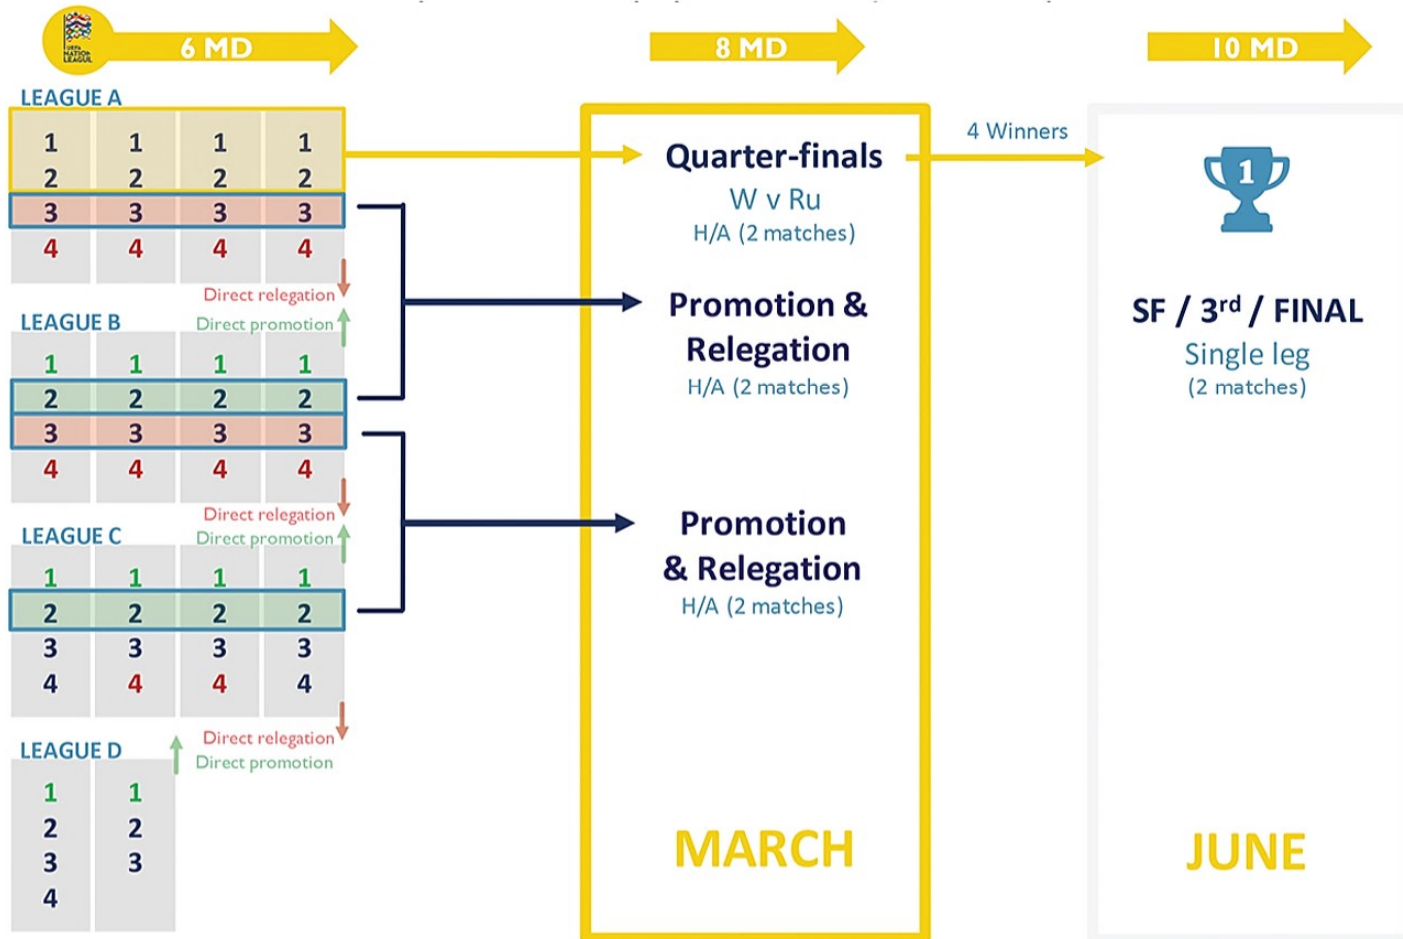 6 MD
8 MD
10 MD
UEFA
NATIONS
LEAGUE
LEAGUE A
1 1 1 1
2 2 2 2
3 3 3 3
4 4 4 4
Direct relegation
LEAGUE B
Direct promotion
1 1 1 1
2 2 2 2
3 3 3 3
4 4 4 4
Direct relegation
LEAGUE C
Direct promotion
1 1 1 1
2 2 2 2
3 3 3 3
4 4 4 4
Direct relegation
LEAGUE D
Direct promotion
1 1
2 2
3 3
4
Quarter-finals
W v Ru
H/A (2 matches)
Promotion &
Relegation
H/A (2 matches)
Promotion
& Relegation
H/A (2 matches)
MARCH
4 Winners
1
SF / 3rd / FINAL
Single leg
(2 matches)
JUNE